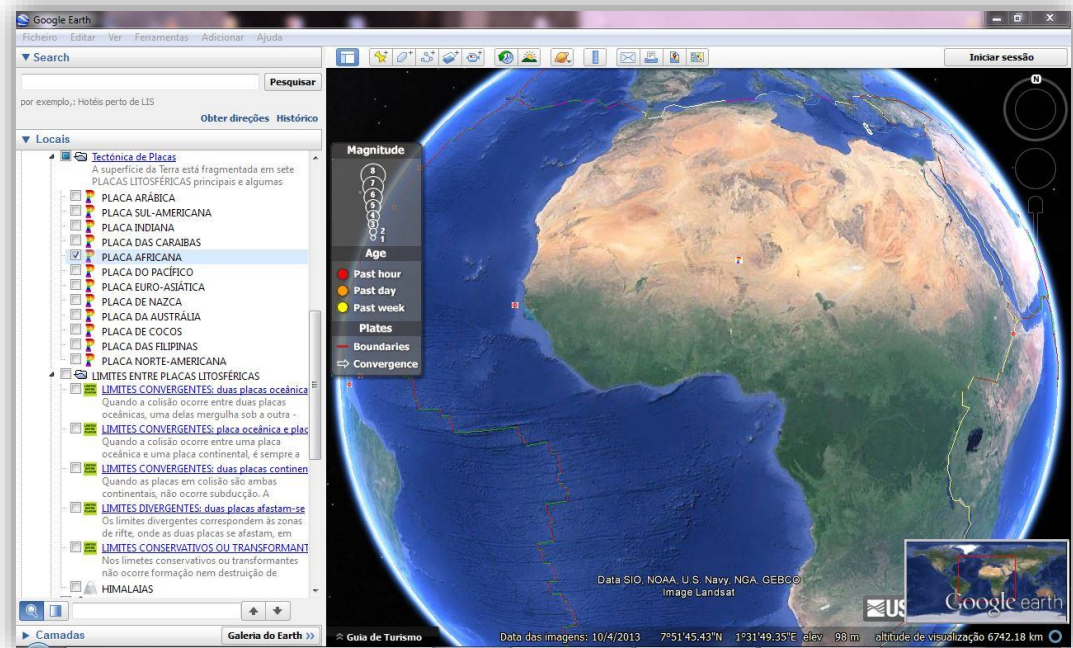 Google Earth
Ficheiro Editar Ver Ferramentas Adicionar Ajuda
Search
Pesquisar
por exemplo,: Hotéis perto de LIS
Obter direções Histórico
Locais
Tectónica de Placas
A superfície da Terra está fragmentada em sete
PLACAS LITOSFÉRICAS principais e algumas
PLACA ARÁBICA
PLACA SUL-AMERICANA
PLACA INDIANA
PLACA DAS CARAIBAS
PLACA AFRICANA
PLACA DO PACÍFICO
PLACA EURO-ASIÁTICA
PLACA DE NAZCA
PLACA DA AUSTRÁLIA
PLACA DE COCOS
PLACA DAS FILIPINAS
PLACA NORTE-AMERICANA
LIMITES ENTRE PLACAS LITOSFÉRICAS
LIMITES CONVERGENTES: duas placas oceânica
Quando a colisão ocorre entre duas placas
oceânicas, uma delas mergulha sob a outra -
LIMITES CONVERGENTES: placa oceânica e plac
Quando a colisão ocorre entre uma placa
oceânica e uma placa continental, é sempre a
LIMITES CONVERGENTES: duas placas continen
Quando as placas em colisão são ambas
continentais, não ocorre subducção. A
LIMITES DIVERGENTES: duas placas afastam-se
Os limites divergentes correspondem às zonas
de rifte, onde as duas placas se afastam, em
LIMITES CONSERVATIVOS OU TRANSFORMANT
Nos limetes conservativos ou transformantes
não ocorre formação nem destruição de
HIMALAIAS
Camadas
Galeria do Earth »
Iniciar sessão
N
Magnitude
8
7
6
5
4
3
2
1
Age
Past hour
Past day
Past week
Plates
Boundaries
Convergence
Data SIO, NOAA, U.S. Navy, NGA, GEBCO
Image Landsat
US
Google earth
Guia de Turismo
Data das imagens: 10/4/2013 7°51'45.43"N 1°31'49.35"E elev 98 m altitude de visualização 6742.18 km